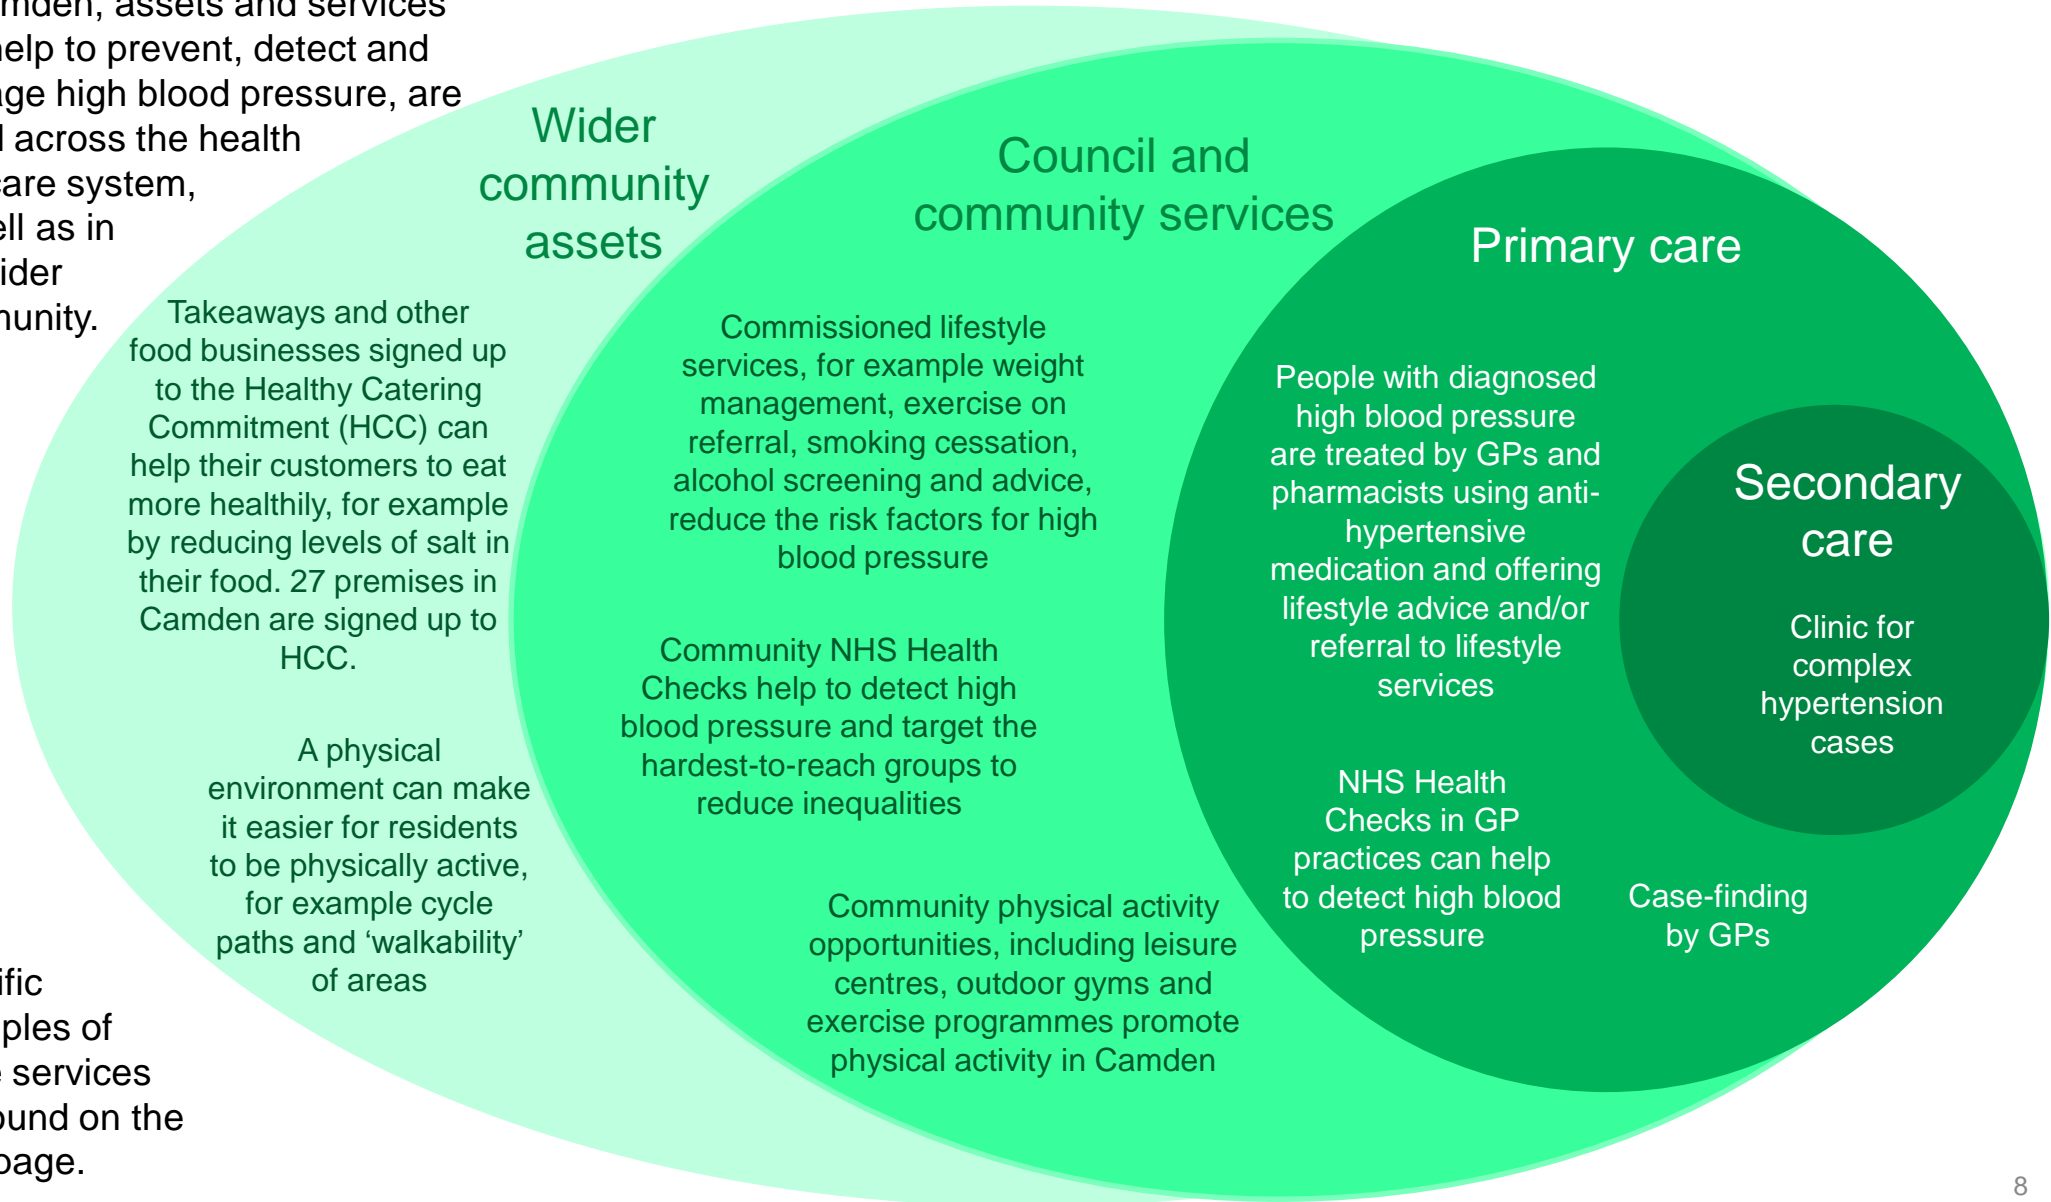 mden, assets and services
help to prevent, detect and
age high blood pressure, are
across the health
care system,
ell as in
ider
munity.
Wider
community
assets
Takeaways and other
food businesses signed up
to the Healthy Catering
Commitment (HCC) can
help their customers to eat
more healthily, for example
by reducing levels of salt in
their food. 27 premises in
Camden are signed up to
HCC.
A physical
environment can make
it easier for residents
to be physically active,
for example cycle
paths and ‘walkability’
of areas
Council and
community services
Commissioned lifestyle
services, for example weight
management, exercise on
referral, smoking cessation,
alcohol screening and advice,
reduce the risk factors for high
blood pressure
Community NHS Health
Checks help to detect high
blood pressure and target the
hardest-to-reach groups to
reduce inequalities
Community physical activity
opportunities, including leisure
centres, outdoor gyms and
exercise programmes promote
physical activity in Camden
Primary care
People with diagnosed
high blood pressure
are treated by GPs and
pharmacists using anti-
hypertensive
medication and offering
lifestyle advice and/or
referral to lifestyle
services
NHS Health
Checks in GP
practices can help
to detect high blood
pressure
Case-finding
by GPs
Secondary
care
Clinic for
complex
hypertension
cases
ific
ples of
services
ound on the
page.
8